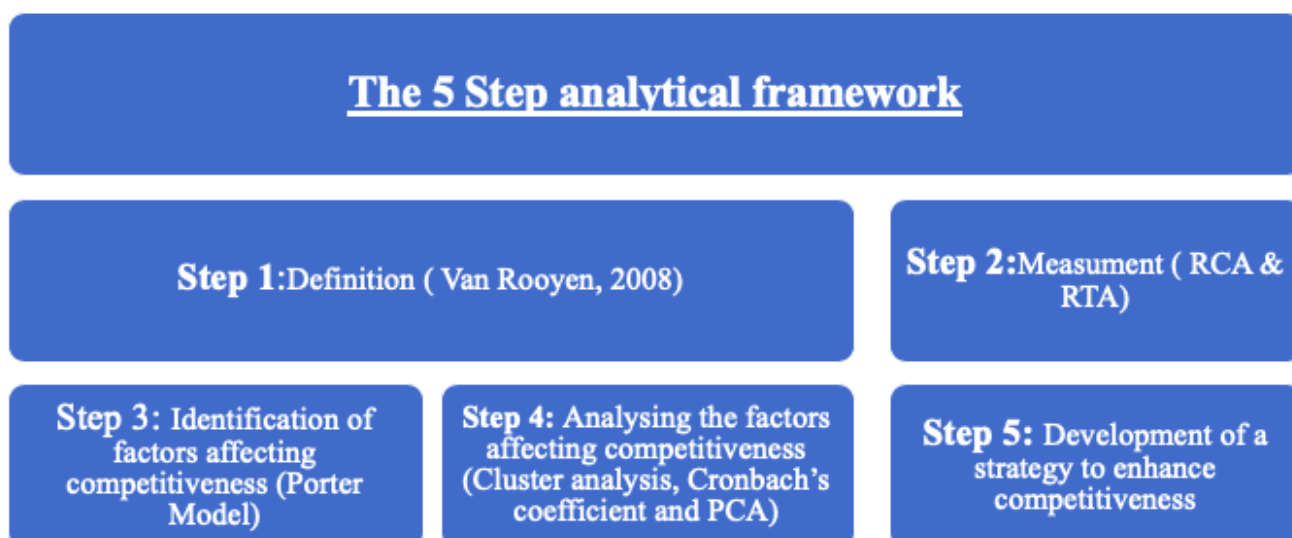 The 5 Step analytical framework
Step 1:Definition ( Van Rooyen, 2008)
Step 2:Measument ( RCA &
RTA)
Step 3: Identification of
factors affecting
competitiveness (Porter
Model)
Step 4: Analysing the factors
affecting competitiveness
(Cluster analysis, Cronbach’s
coefficient and PCA)
Step 5: Development of a
strategy to enhance
competitiveness